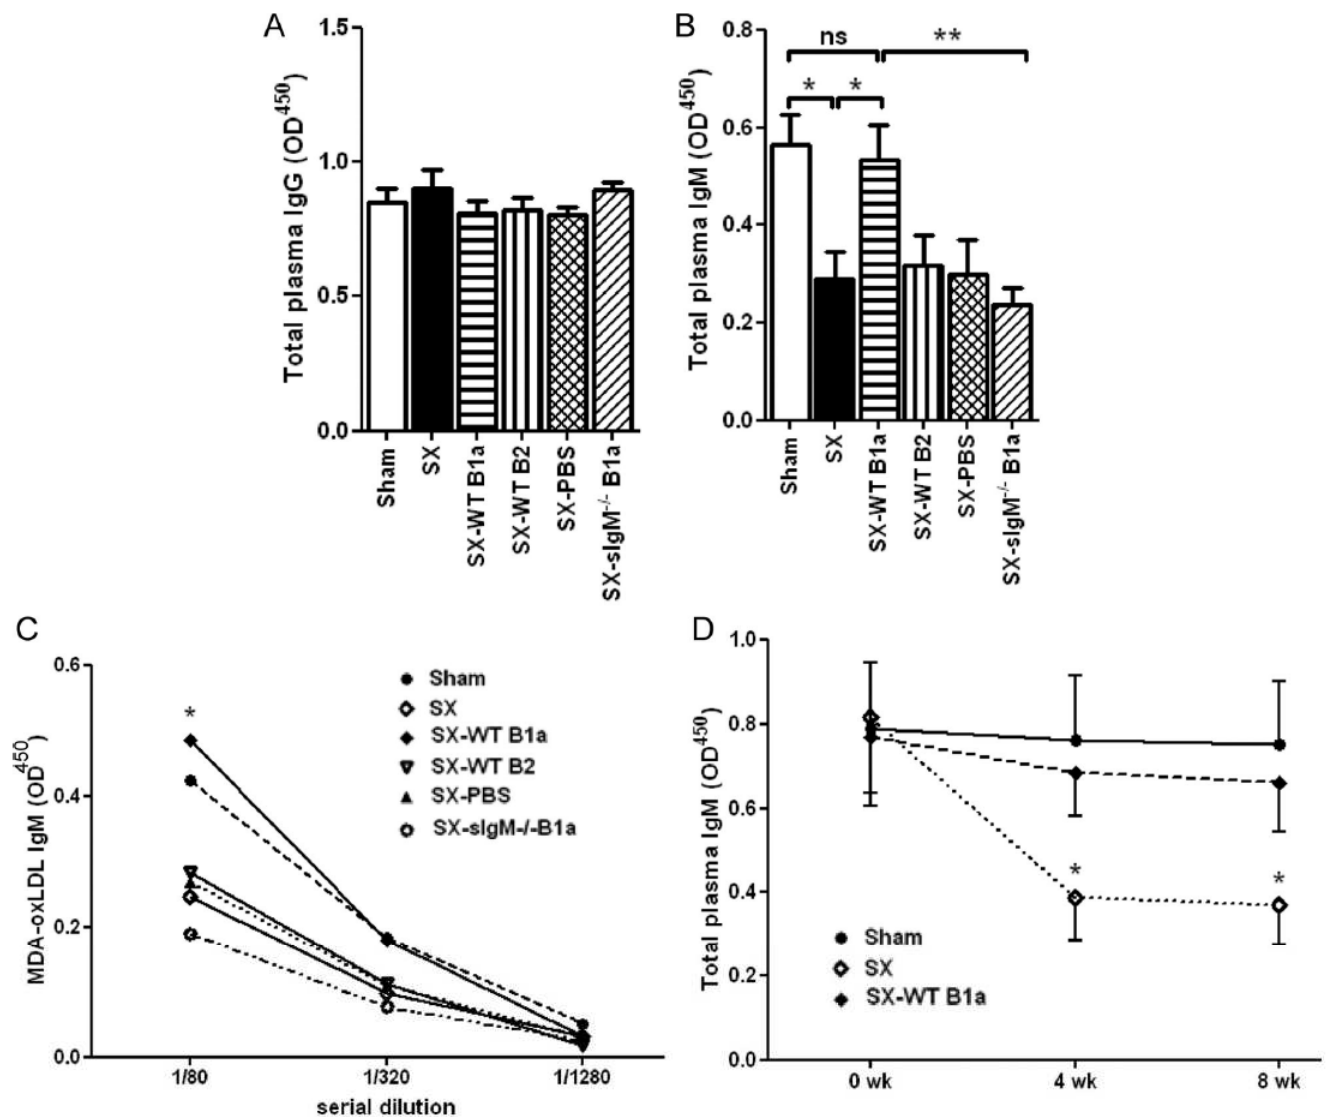 A
Total plasma IgG (OD⁴⁵⁰)
1.5
1.0
0.5
0.0
Sham
SX
SX-WT B1a
SX-WT B2
SX-PBS
SX-sIgM⁻/⁻ B1a
B
Total plasma IgM (OD⁴⁵⁰)
0.8
0.6
0.4
0.2
0.0
ns
**
*
*
Sham
SX
SX-WT B1a
SX-WT B2
SX-PBS
SX-sIgM⁻/⁻ B1a
C
MDA-oxLDL IgM (OD⁴⁵⁰)
0.6
0.4
0.2
0.0
*
Sham
SX
SX-WT B1a
SX-WT B2
SX-PBS
SX-sIgM-/-B1a
1/80
1/320
1/1280
serial dilution
D
Total plasma IgM (OD⁴⁵⁰)
1.0
0.8
0.6
0.4
0.2
0.0
*
*
Sham
SX
SX-WT B1a
0 wk
4 wk
8 wk